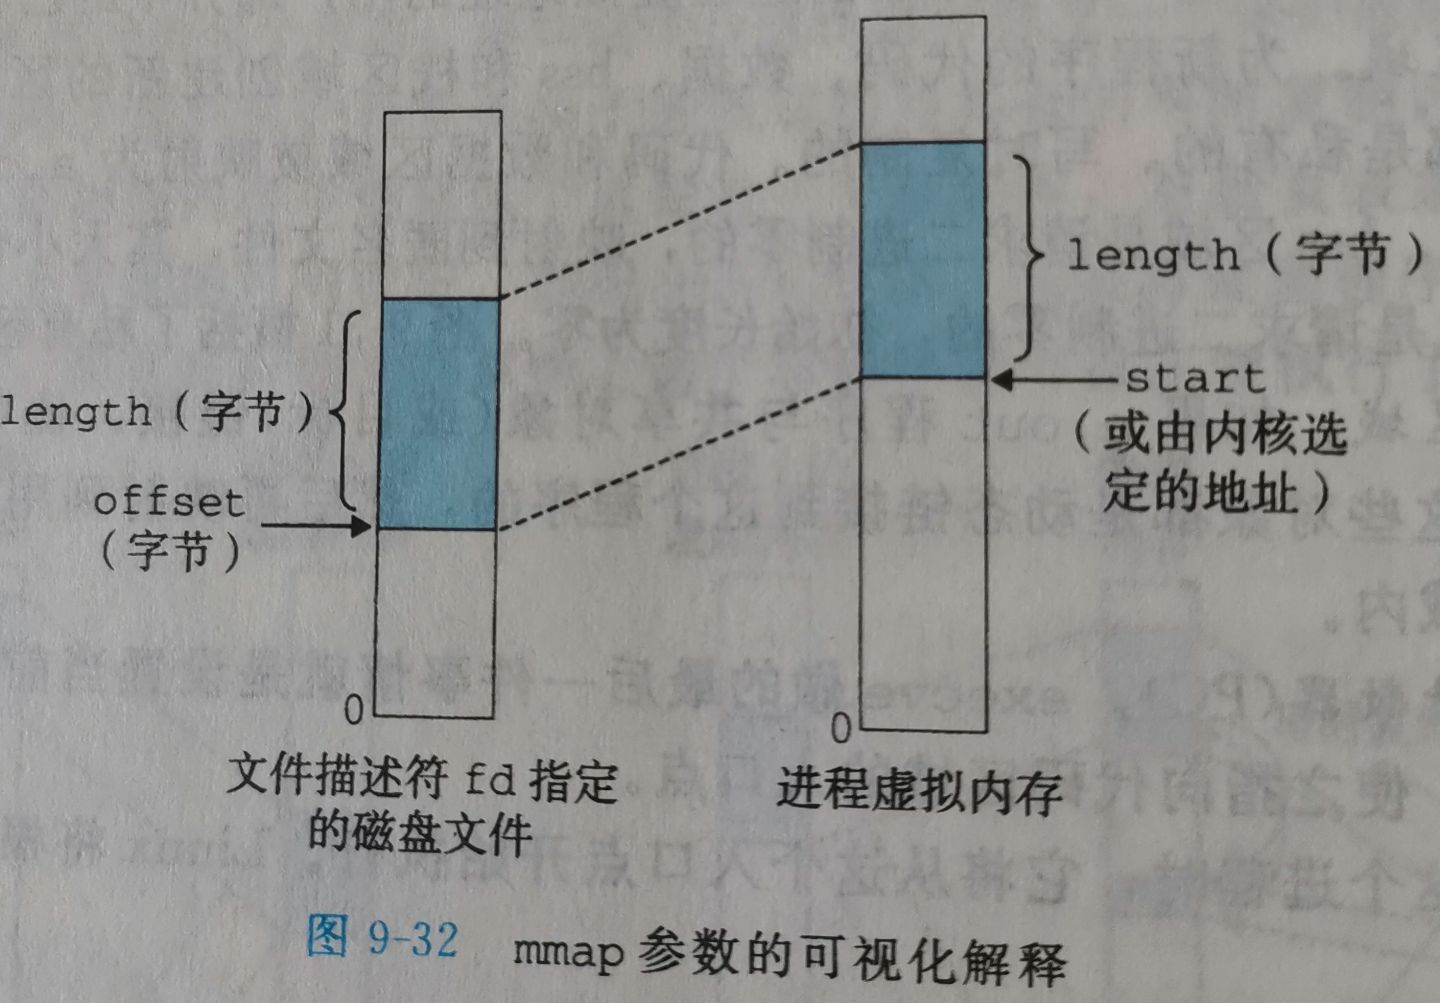 length（字节）
length（字节）
start
（或由内核选
定的地址）
offset
（字节）
0
0
文件描述符 fd 指定
的磁盘文件
进程虚拟内存
图 9-32 mmap 参数的可视化解释